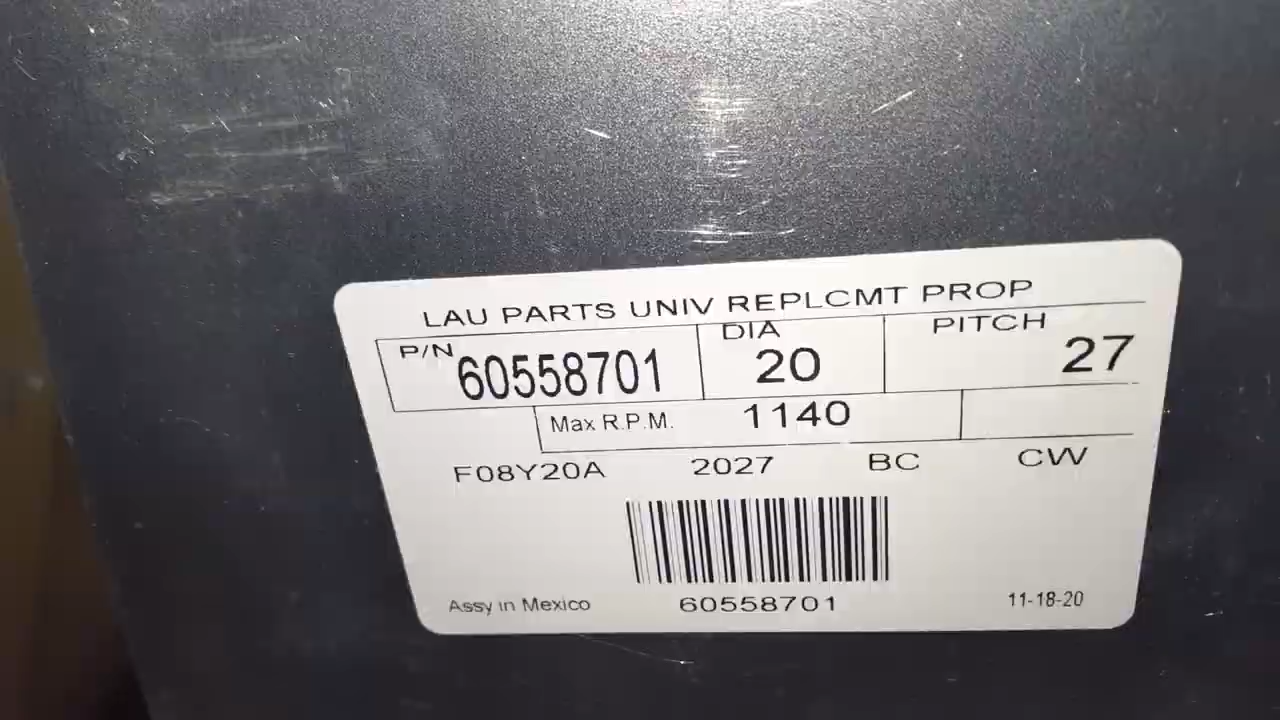 LAU PARTS UNIV REPLCMT PROP
P/N 60558701 DIA 20 PITCH 27
Max R.P.M. 1140
F08Y20A 2027 BC CW
Assy in Mexico 60558701 11-18-20